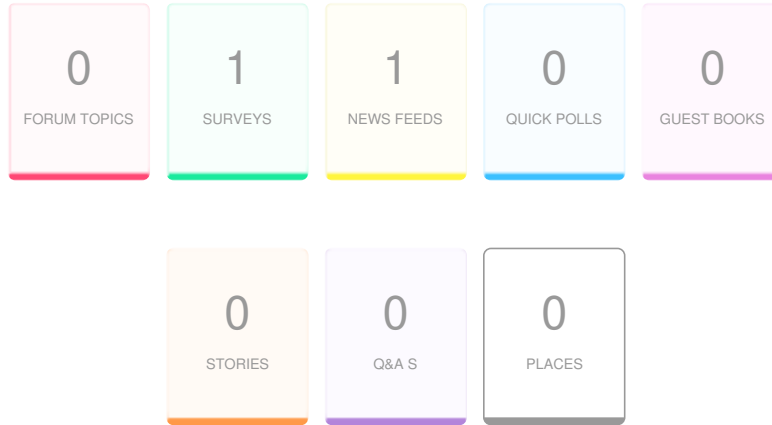 0 1 1 0 0
FORUM TOPICS SURVEYS NEWS FEEDS QUICK POLLS GUEST BOOKS
0 0 0
STORIES Q&A S PLACES